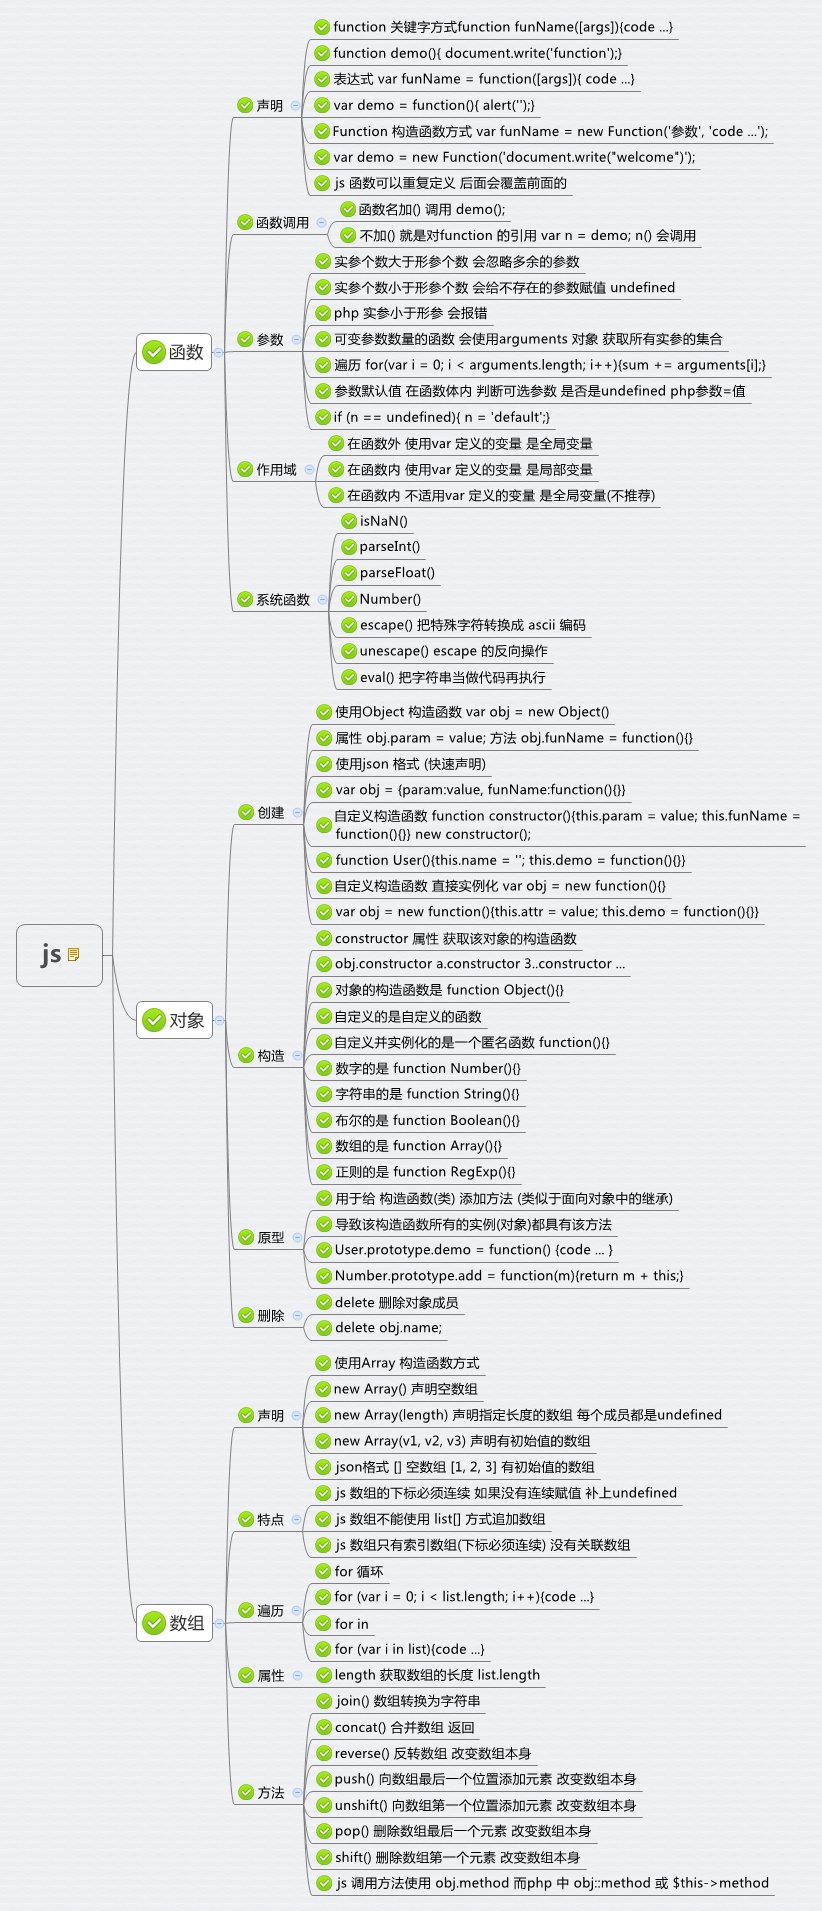 js
函数
声明
function 关键字方式function funName([args]){code ...}
function demo(){ document.write('function');}
表达式 var funName = function([args]){ code ...}
var demo = function(){ alert('');}
Function 构造函数方式 var funName = new Function('参数', 'code ...');
var demo = new Function('document.write("welcome")');
js 函数可以重复定义 后面会覆盖前面的
函数调用
函数名加() 调用 demo();
不加() 就是对function 的引用 var n = demo; n() 会调用
参数
实参个数大于形参个数 会忽略多余的参数
实参个数小于形参个数 会给不存在的参数赋值 undefined
php 实参小于形参 会报错
可变参数数量的函数 会使用arguments 对象 获取所有实参的集合
遍历 for(var i = 0; i < arguments.length; i++){sum += arguments[i];}
参数默认值 在函数体内 判断可选参数 是否是undefined php参数=值
if (n == undefined){ n = 'default';}
作用域
在函数外 使用var 定义的变量 是全局变量
在函数内 使用var 定义的变量 是局部变量
在函数内 不适用var 定义的变量 是全局变量(不推荐)
系统函数
isNaN()
parseInt()
parseFloat()
Number()
escape() 把特殊字符转换成 ascii 编码
unescape() escape 的反向操作
eval() 把字符串当做代码再执行
对象
创建
使用Object 构造函数 var obj = new Object()
属性 obj.param = value; 方法 obj.funName = function(){}
使用json 格式 (快速声明)
var obj = {param:value, funName:function(){}}
自定义构造函数 function constructor(){this.param = value; this.funName =
function(){}} new constructor();
function User(){this.name = ''; this.demo = function(){}}
自定义构造函数 直接实例化 var obj = new function(){}
var obj = new function(){this.attr = value; this.demo = function(){}}
构造
constructor 属性 获取该对象的构造函数
obj.constructor a.constructor 3..constructor ...
对象的构造函数是 function Object(){}
自定义的是自定义的函数
自定义并实例化的是一个匿名函数 function(){}
数字的是 function Number(){}
字符串的是 function String(){}
布尔的是 function Boolean(){}
数组的是 function Array(){}
正则的是 function RegExp(){}
原型
用于给 构造函数(类) 添加方法 (类似于面向对象中的继承)
导致该构造函数所有的实例(对象)都具有该方法
User.prototype.demo = function() {code ... }
Number.prototype.add = function(m){return m + this;}
删除
delete 删除对象成员
delete obj.name;
数组
声明
使用Array 构造函数方式
new Array() 声明空数组
new Array(length) 声明指定长度的数组 每个成员都是undefined
new Array(v1, v2, v3) 声明有初始值的数组
json格式 [] 空数组 [1, 2, 3] 有初始值的数组
特点
js 数组的下标必须连续 如果没有连续赋值 补上undefined
js 数组不能使用 list[] 方式追加数组
js 数组只有索引数组(下标必须连续) 没有关联数组
遍历
for 循环
for (var i = 0; i < list.length; i++){code ...}
for in
for (var i in list){code ...}
属性
length 获取数组的长度 list.length
方法
join() 数组转换为字符串
concat() 合并数组 返回
reverse() 反转数组 改变数组本身
push() 向数组最后一个位置添加元素 改变数组本身
unshift() 向数组第一个位置添加元素 改变数组本身
pop() 删除数组最后一个元素 改变数组本身
shift() 删除数组第一个元素 改变数组本身
js 调用方法使用 obj.method 而php 中 obj::method 或 $this->method